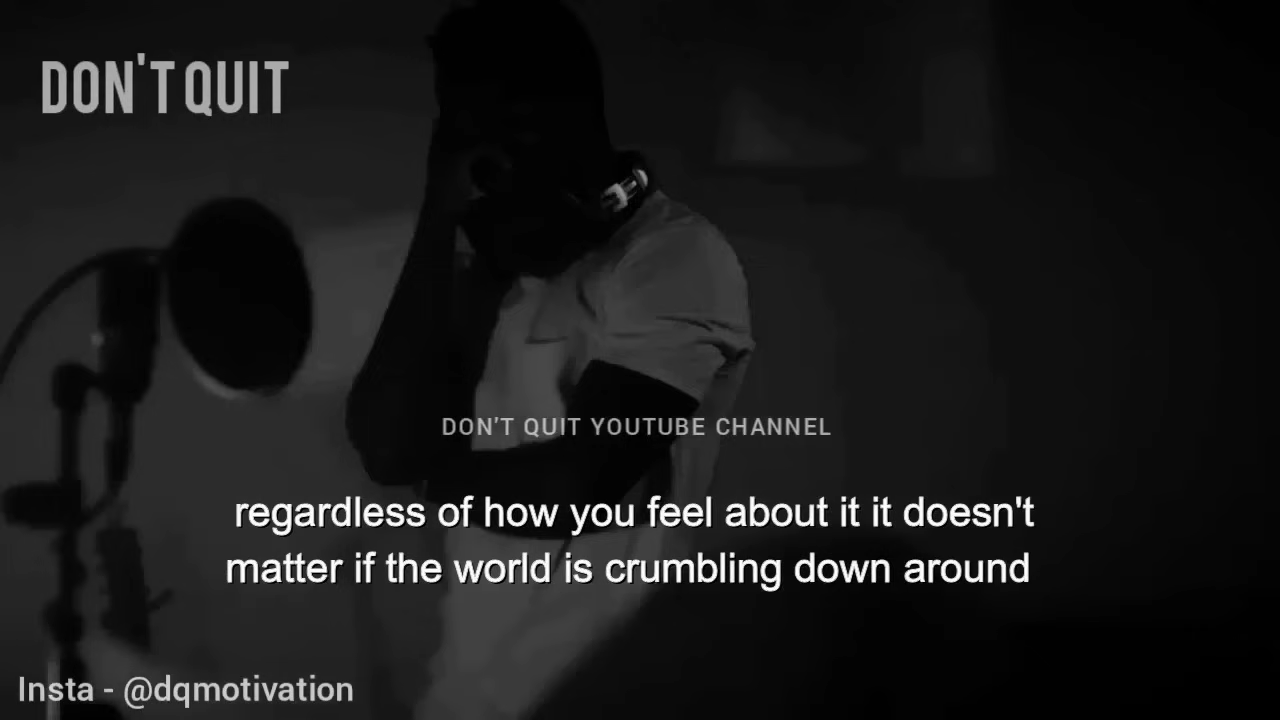 DON'T QUIT
DON'T QUIT YOUTUBE CHANNEL
regardless of how you feel about it it doesn't
matter if the world is crumbling down around
Insta - @dqmotivation